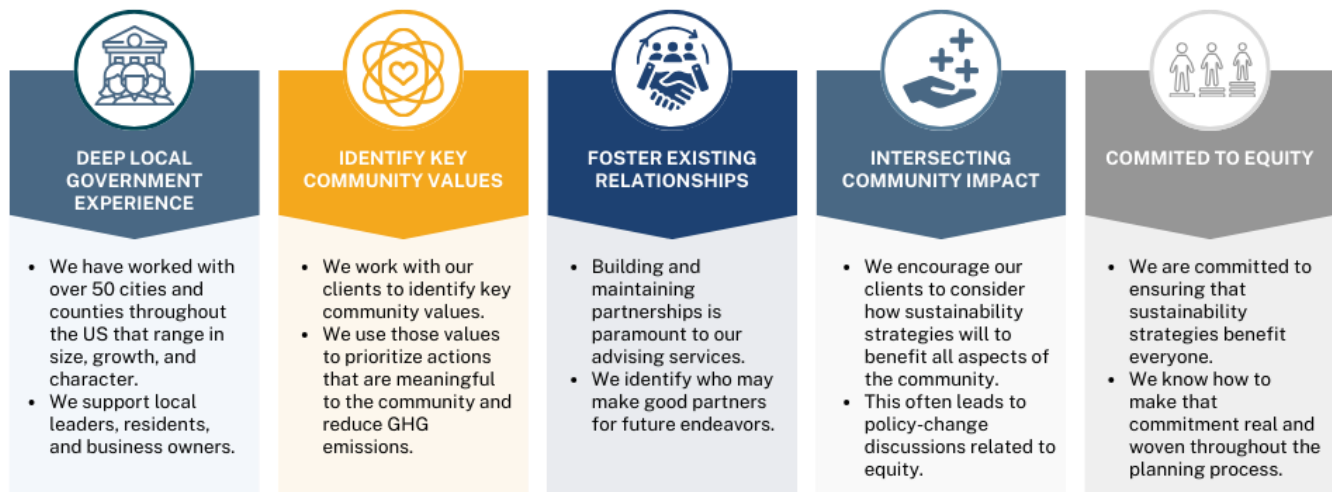 DEEP LOCAL
GOVERNMENT
EXPERIENCE
• We have worked with
over 50 cities and
counties throughout
the US that range in
size, growth, and
character.
• We support local
leaders, residents,
and business owners.
IDENTIFY KEY
COMMUNITY VALUES
• We work with our
clients to identify key
community values.
• We use those values
to prioritize actions
that are meaningful
to the community and
reduce GHG
emissions.
FOSTER EXISTING
RELATIONSHIPS
• Building and
maintaining
partnerships is
paramount to our
advising services.
• We identify who may
make good partners
for future endeavors.
INTERSECTING
COMMUNITY IMPACT
• We encourage our
clients to consider
how sustainability
strategies will to
benefit all aspects of
the community.
• This often leads to
policy-change
discussions related to
equity.
COMMITED TO EQUITY
• We are committed to
ensuring that
sustainability
strategies benefit
everyone.
• We know how to
make that
commitment real and
woven throughout the
planning process.